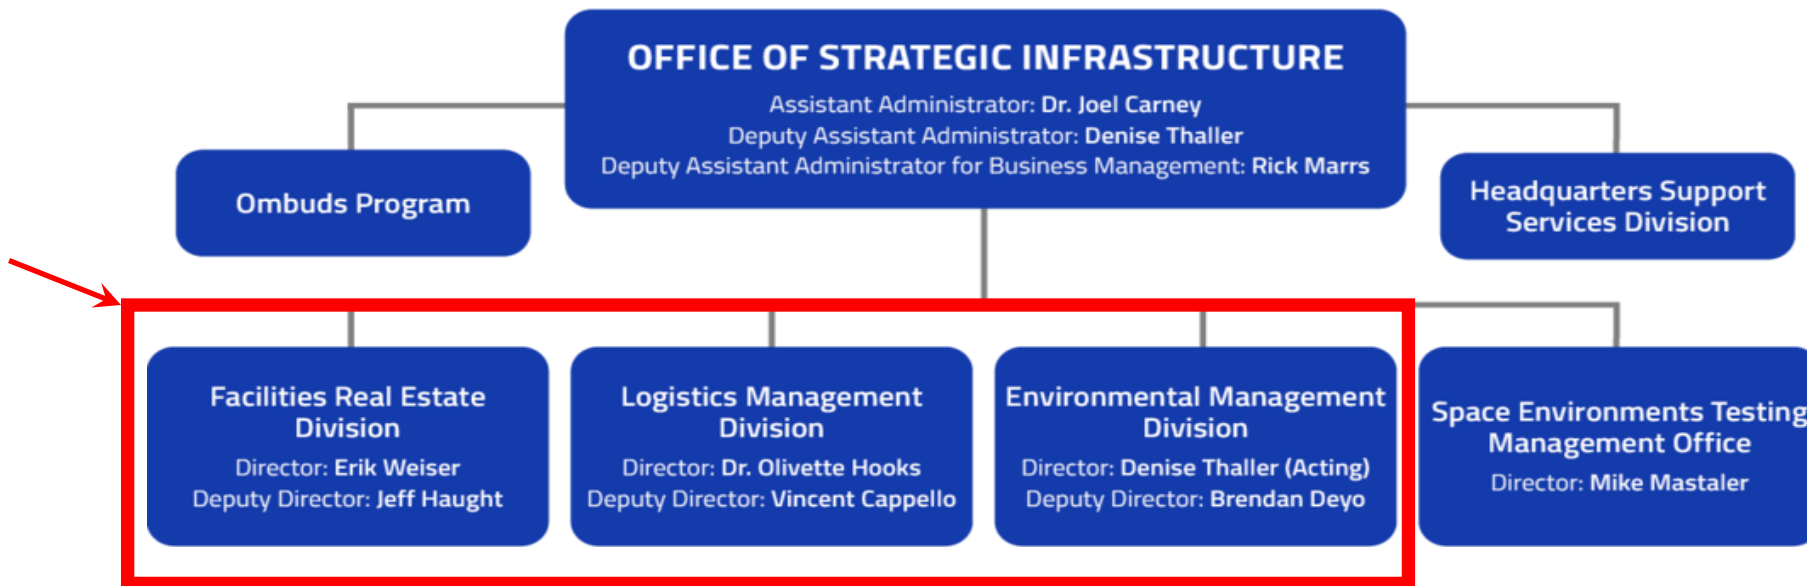 OFFICE OF STRATEGIC INFRASTRUCTURE
Assistant Administrator: Dr. Joel Carney
Deputy Assistant Administrator: Denise Thaller
Deputy Assistant Administrator for Business Management: Rick Marrs
Ombuds Program
Headquarters Support
Services Division
Facilities Real Estate
Division
Director: Erik Weiser
Deputy Director: Jeff Haught
Logistics Management
Division
Director: Dr. Olivette Hooks
Deputy Director: Vincent Cappello
Environmental Management
Division
Director: Denise Thaller (Acting)
Deputy Director: Brendan Deyo
Space Environments Testing
Management Office
Director: Mike Mastaler